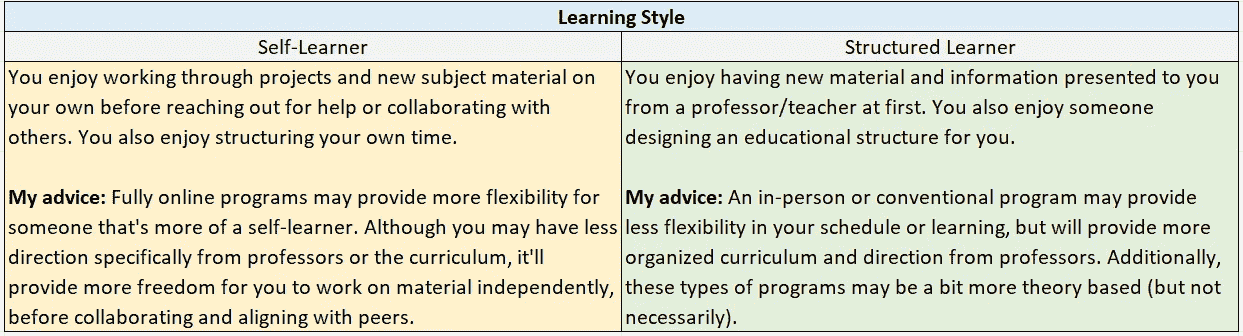 Learning Style
Self-Learner
Structured Learner
You enjoy working through projects and new subject material on
your own before reaching out for help or collaborating with
others. You also enjoy structuring your own time.
My advice: Fully online programs may provide more flexibility for
someone that's more of a self-learner. Although you may have less
direction specifically from professors or the curriculum, it'll
provide more freedom for you to work on material independently,
before collaborating and aligning with peers.
You enjoy having new material and information presented to you
from a professor/teacher at first. You also enjoy someone
designing an educational structure for you.
My advice: An in-person or conventional program may provide
less flexibility in your schedule or learning, but will provide more
organized curriculum and direction from professors. Additionally,
these types of programs may be a bit more theory based (but not
necessarily).